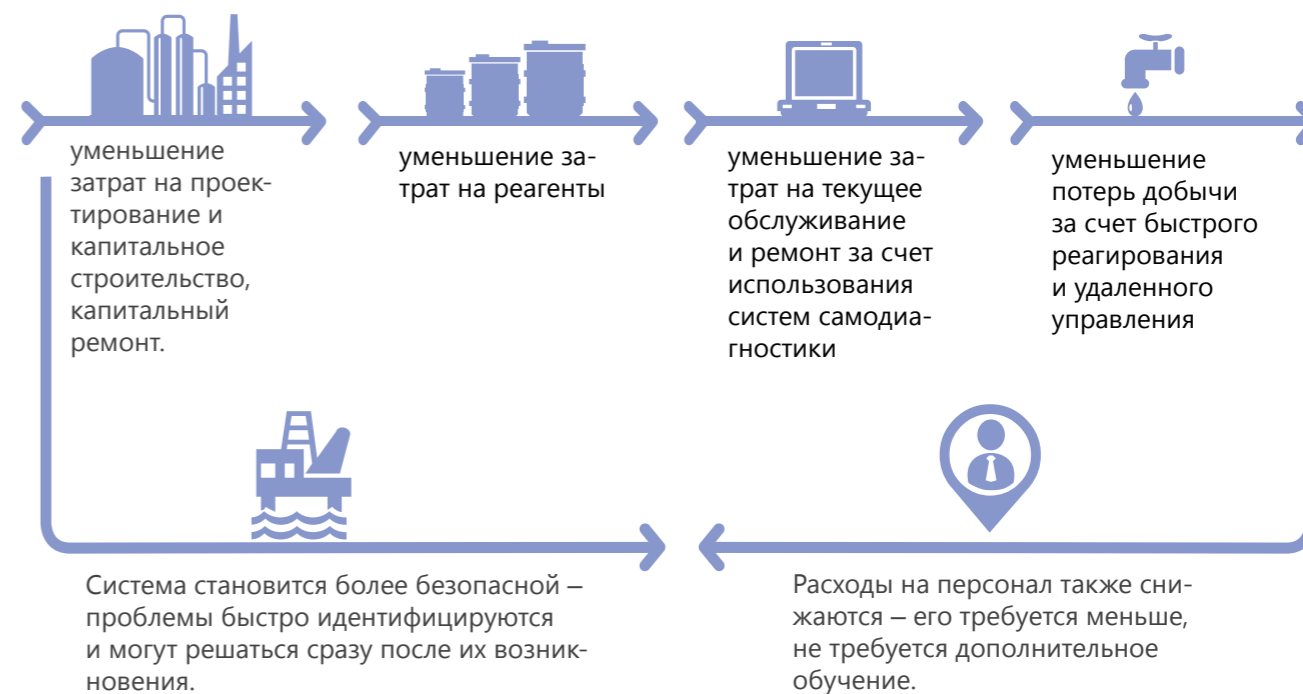 уменьшение
затрат на проек-
тирование и
капитальное
строительство,
капитальный
ремонт.
уменьшение за-
трат на реагенты
уменьшение за-
трат на текущее
обслуживание
и ремонт за счет
использования
систем самодиа-
гностики
уменьшение
потерь добычи
за счет быстрого
реагирования
и удаленного
управления
Система становится более безопасной –
проблемы быстро идентифицируются
и могут решаться сразу после их возник-
новения.
Расходы на персонал также сни-
жаются – его требуется меньше,
не требуется дополнительное
обучение.